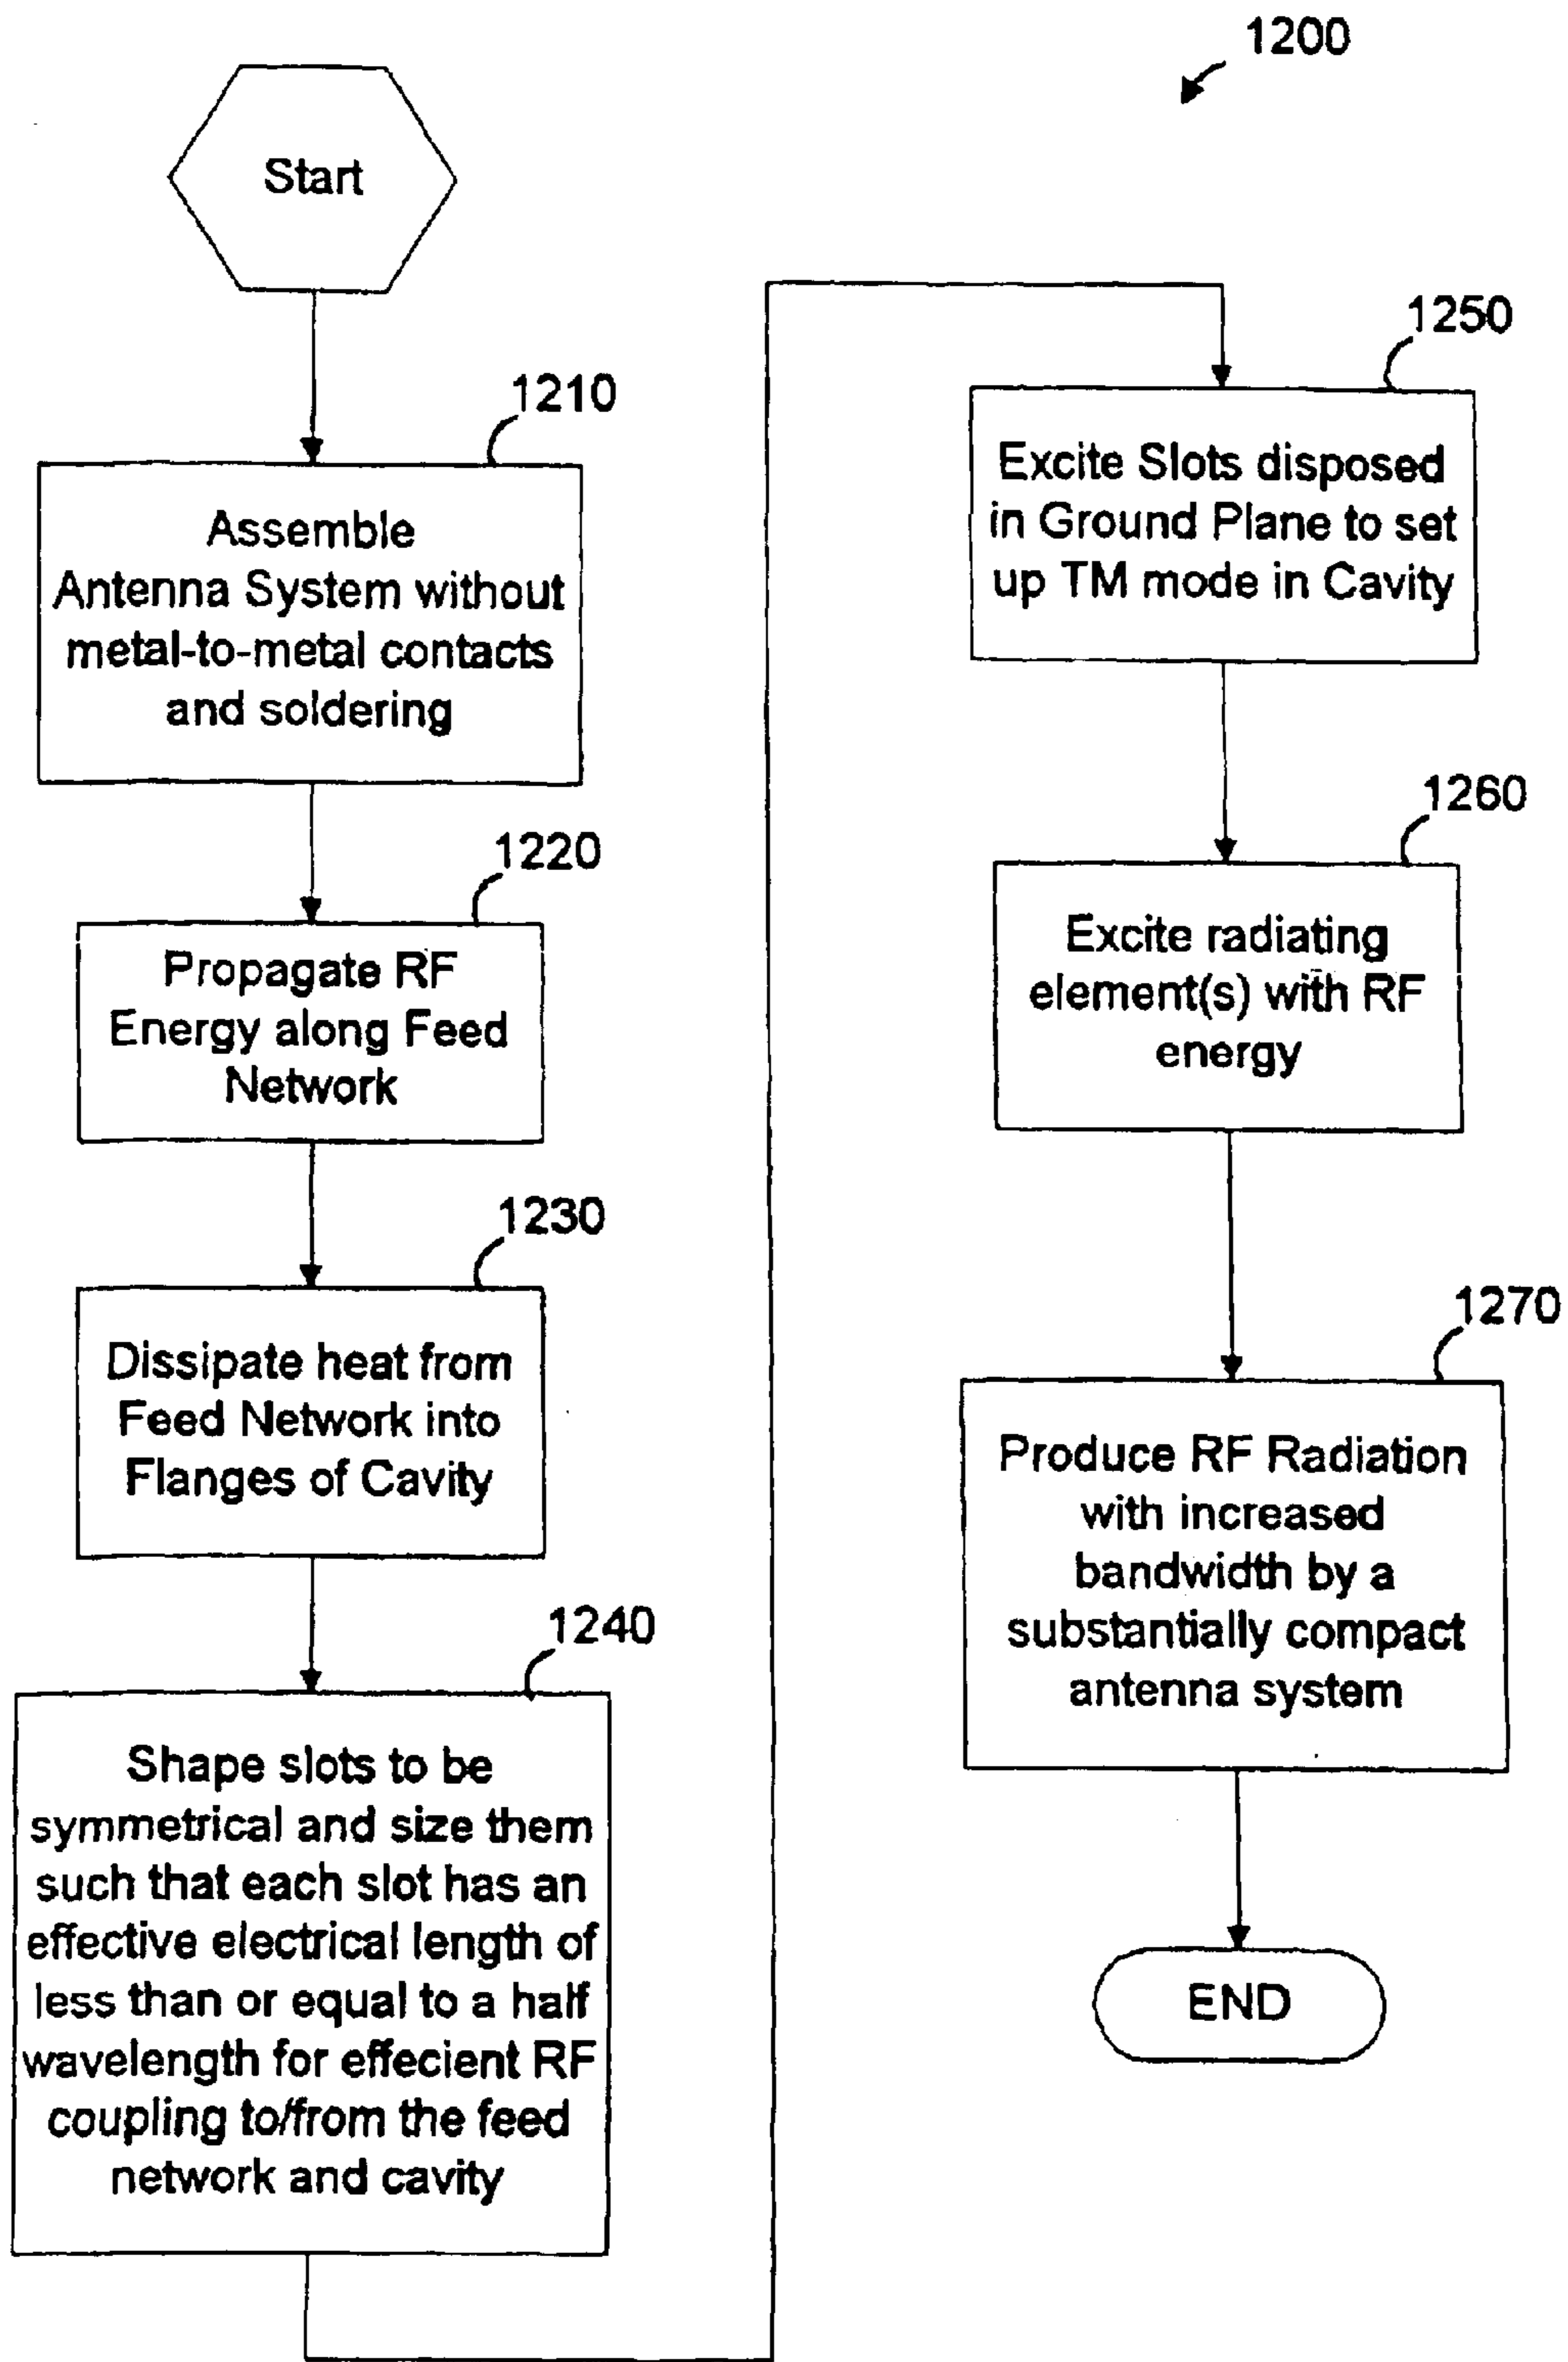 1200
Start
1210
Assemble
Antenna System without
metal-to-metal contacts
and soldering
1220
Propagate RF
Energy along Feed
Network
1230
Dissipate heat from
Feed Network into
Flanges of Cavity
1240
Shape slots to be
symmetrical and size them
such that each slot has an
effective electrical length of
less than or equal to a half
wavelength for effecient RF
coupling to/from the feed
network and cavity
1250
Excite Slots disposed
in Ground Plane to set
up TM mode in Cavity
1260
Excite radiating
element(s) with RF
energy
1270
Produce RF Radiation
with increased
bandwidth by a
substantially compact
antenna system
END